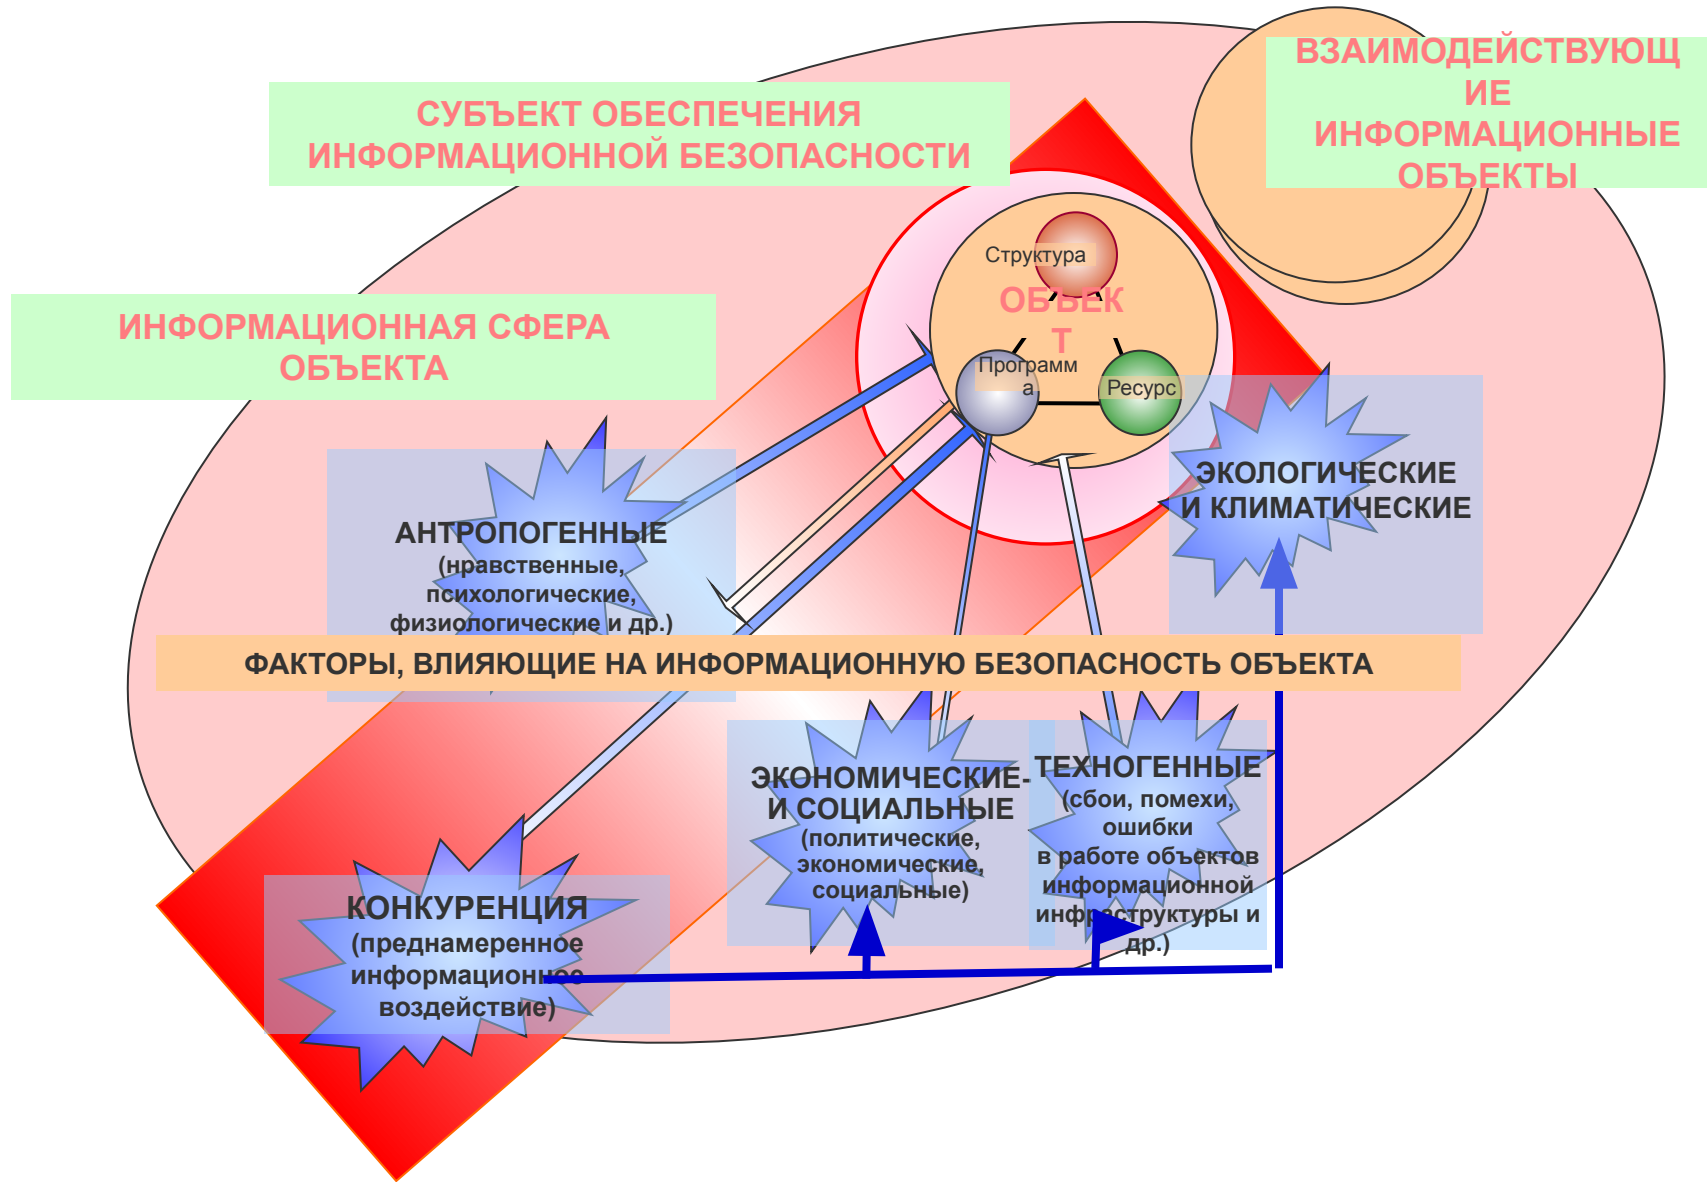 ВЗАИМОДЕЙСТВУЮЩ
ИЕ
ИНФОРМАЦИОННЫЕ
ОБЪЕКТЫ
СУБЪЕКТ ОБЕСПЕЧЕНИЯ
ИНФОРМАЦИОННОЙ БЕЗОПАСНОСТИ
Структура
ОБЪЕК
Т
Программ
а
Ресурс
ИНФОРМАЦИОННАЯ СФЕРА
ОБЪЕКТА
ЭКОЛОГИЧЕСКИЕ
И КЛИМАТИЧЕСКИЕ
АНТРОПОГЕННЫЕ
(нравственные,
психологические,
физиологические и др.)
ФАКТОРЫ, ВЛИЯЮЩИЕ НА ИНФОРМАЦИОННУЮ БЕЗОПАСНОСТЬ ОБЪЕКТА
ЭКОНОМИЧЕСКИЕ-
И СОЦИАЛЬНЫЕ
(политические,
экономические,
социальные)
ТЕХНОГЕННЫЕ
(сбои, помехи,
ошибки
в работе объектов
информационной
инфраструктуры и
др.)
КОНКУРЕНЦИЯ
(преднамеренное
информационное
воздействие)